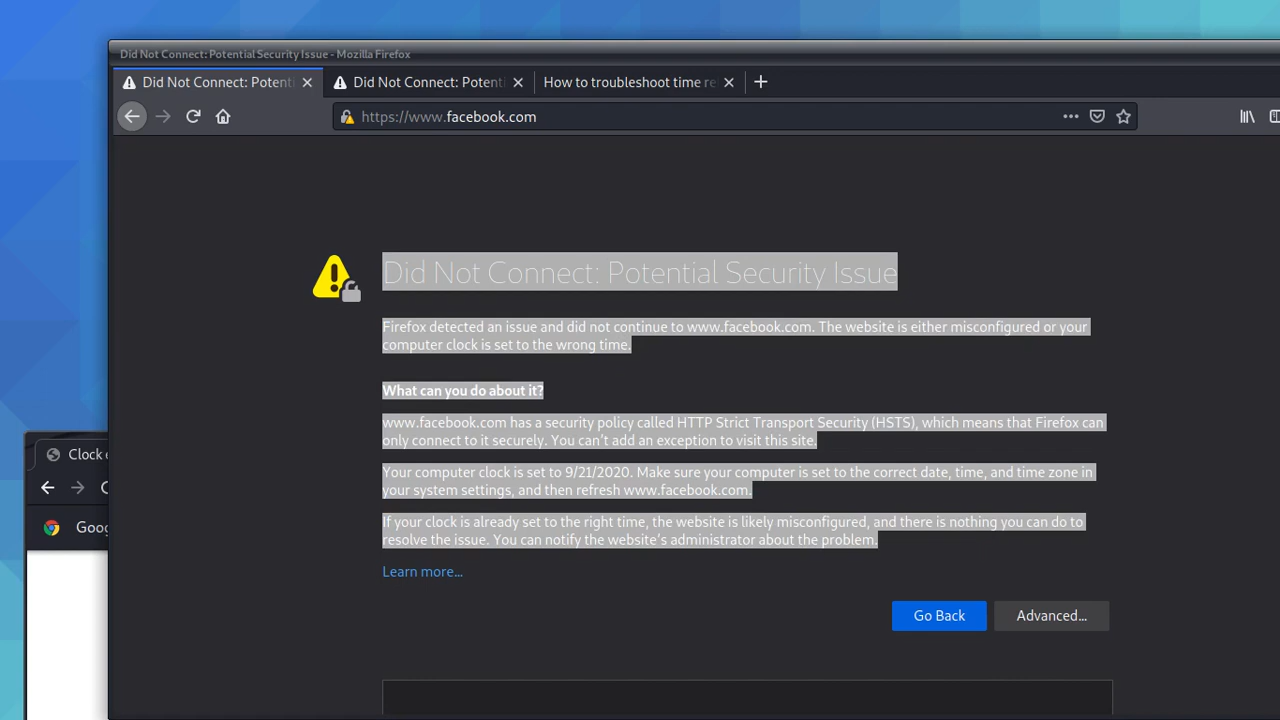 Did Not Connect: Potential Security Issue - Mozilla Firefox
Did Not Connect: Potenti
Did Not Connect: Potenti
How to troubleshoot time re
https://www.facebook.com
Did Not Connect: Potential Security Issue
Firefox detected an issue and did not continue to www.facebook.com. The website is either misconfigured or your
computer clock is set to the wrong time.
What can you do about it?
www.facebook.com has a security policy called HTTP Strict Transport Security (HSTS), which means that Firefox can
only connect to it securely. You can’t add an exception to visit this site.
Your computer clock is set to 9/21/2020. Make sure your computer is set to the correct date, time, and time zone in
your system settings, and then refresh www.facebook.com.
If your clock is already set to the right time, the website is likely misconfigured, and there is nothing you can do to
resolve the issue. You can notify the website’s administrator about the problem.
Learn more…
Go Back
Advanced…
Clock e
Goog